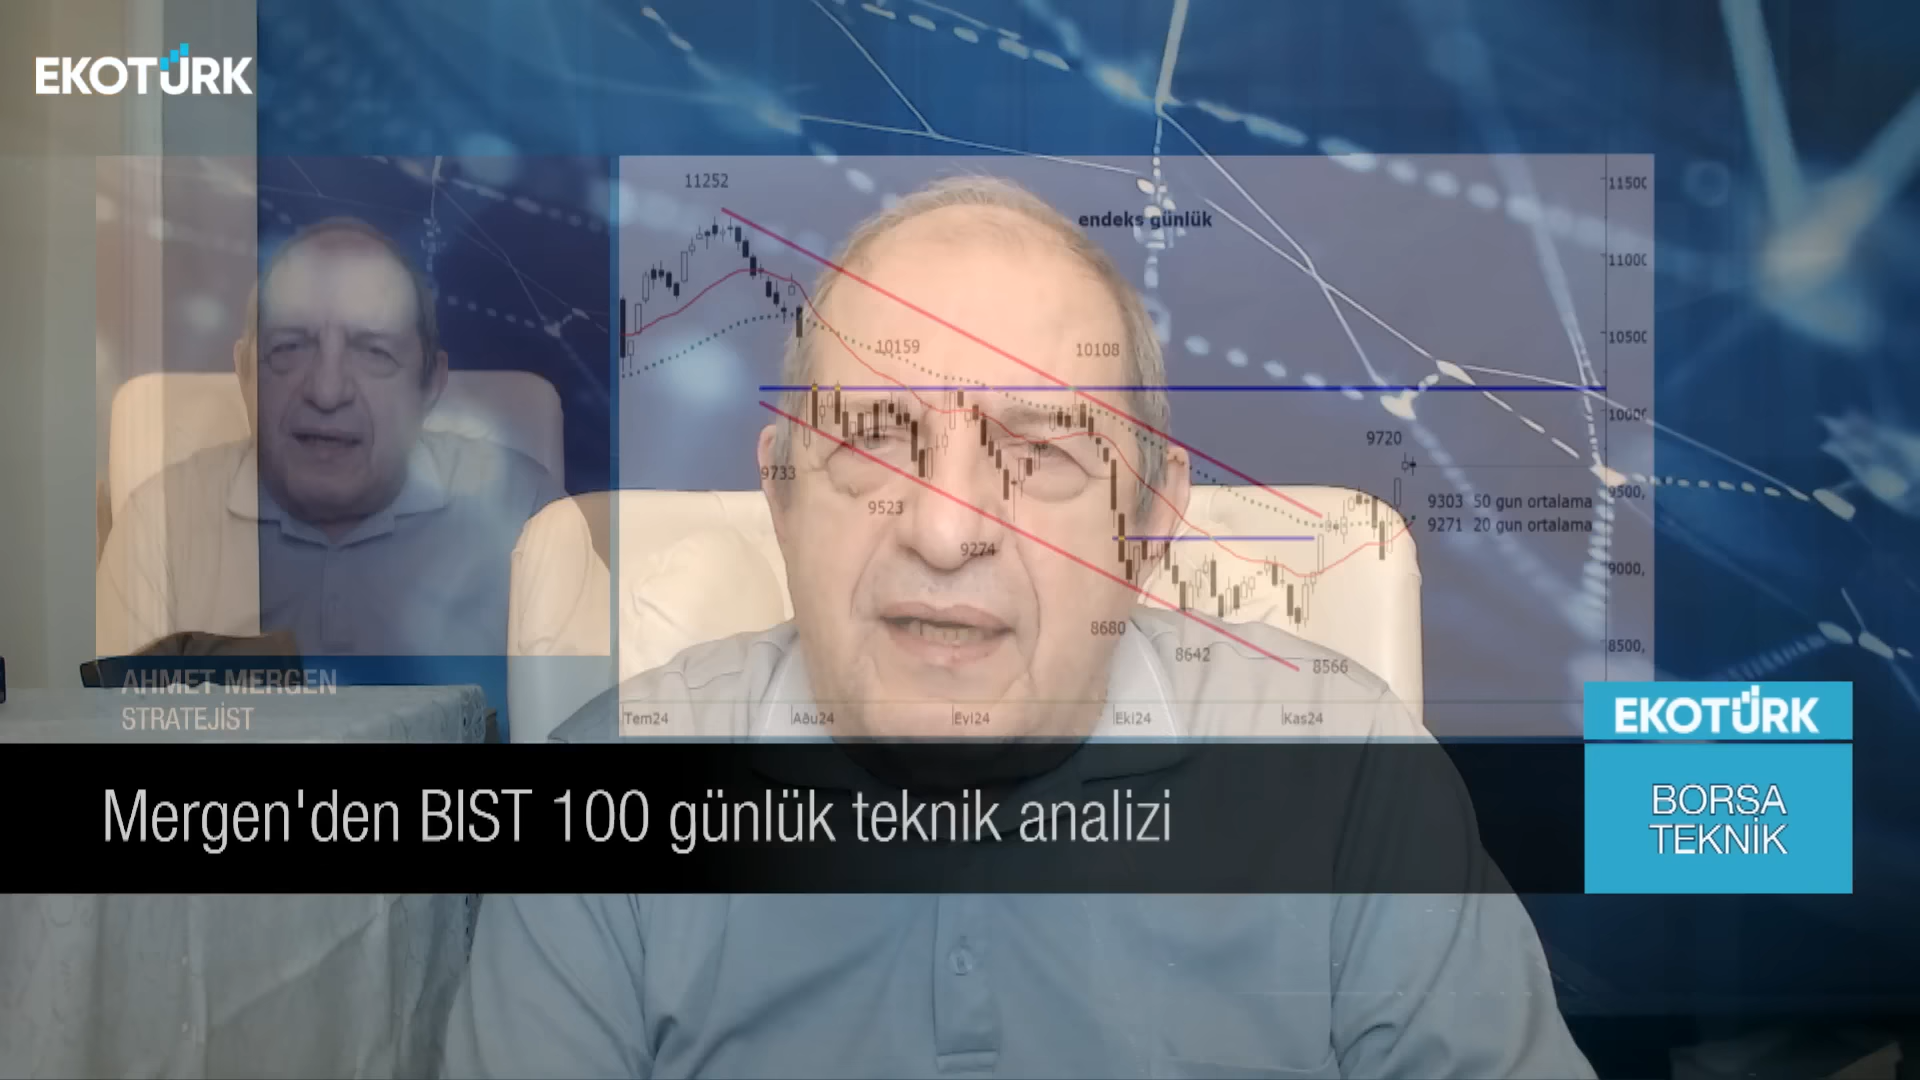 EKOTÜRK
11252
endeks günlük
11500
11000
10500
10159
10108
10000
9720
9733
9523
9303 50 gun ortalama
9500,
9271 20 gun ortalama
9274
9000,
8680
8642
8566
8500,
Tem24
Aðu24
Eyl24
Eki24
Kas24
AHMET MERGEN
STRATEJİST
EKOTÜRK
Mergen'den BIST 100 günlük teknik analizi
BORSA
TEKNİK